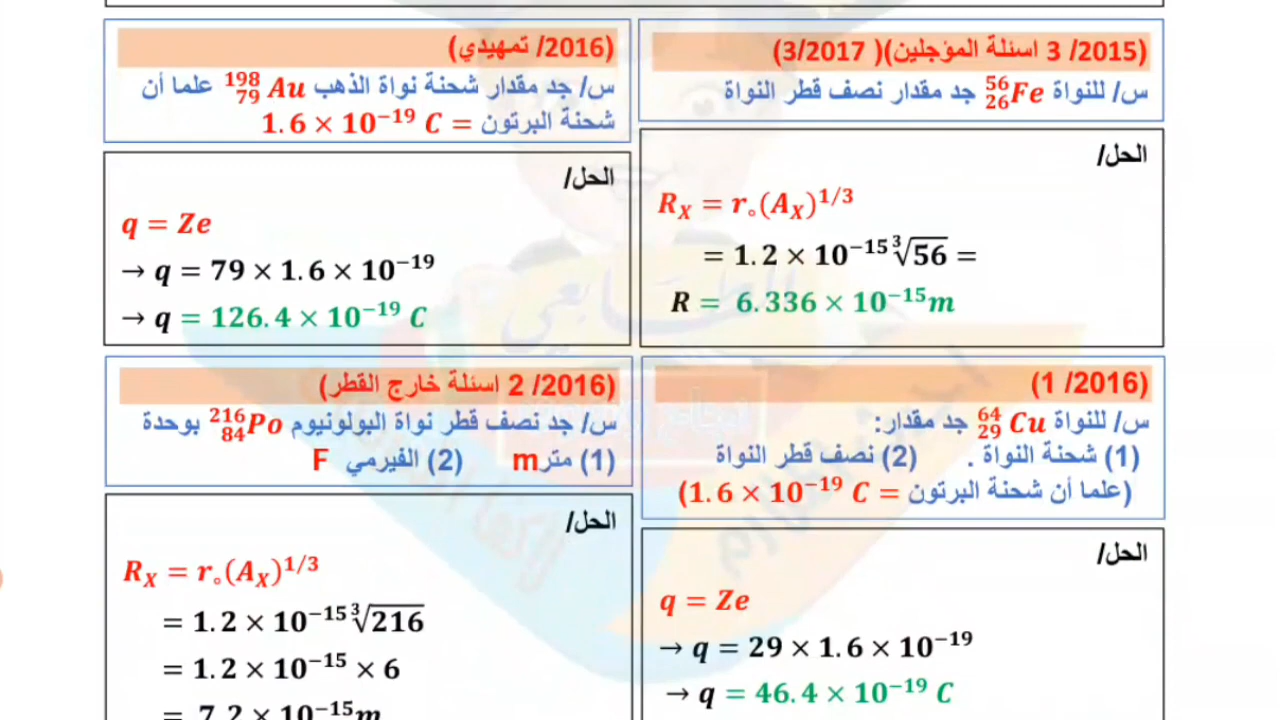 (2015/ 3 اسئلة المؤجلين)( 3/2017)
س/ للنواة ⁵⁶₂₆Fe جد مقدار نصف قطر النواة
الحل/
Rₓ = r∘(Aₓ)^1/3
= 1.2 × 10⁻¹⁵ ∛56 =
R = 6.336 × 10⁻¹⁵m
(2016/ تمهيدي)
س/ جد مقدار شحنة نواة الذهب ¹⁹⁸₇₉Au علما أن
شحنة البرتون = 1.6 × 10⁻¹⁹ C
الحل/
q = Ze
→ q = 79 × 1.6 × 10⁻¹⁹
→ q = 126.4 × 10⁻¹⁹ C
(2016/ 1)
س/ للنواة ⁶⁴₂₉Cu جد مقدار:
(1) شحنة النواة . (2) نصف قطر النواة
(علما أن شحنة البرتون = 1.6 × 10⁻¹⁹ C)
الحل/
q = Ze
→ q = 29 × 1.6 × 10⁻¹⁹
→ q = 46.4 × 10⁻¹⁹ C
(2016/ 2 اسئلة خارج القطر)
س/ جد نصف قطر نواة البولونيوم ²¹⁶₈₄Po بوحدة
(1) مترm (2) الفيرمي F
الحل/
Rₓ = r∘(Aₓ)^1/3
= 1.2 × 10⁻¹⁵ ∛216
= 1.2 × 10⁻¹⁵ × 6
= 7.2 × 10⁻¹⁵m